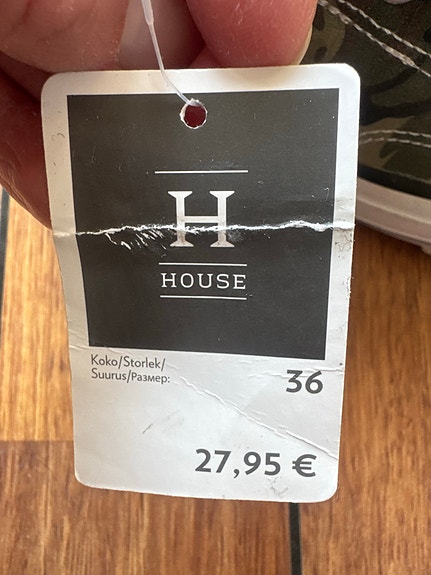 H
HOUSE
Koko/Storlek/
Suurus/Размер:
36
27,95 €